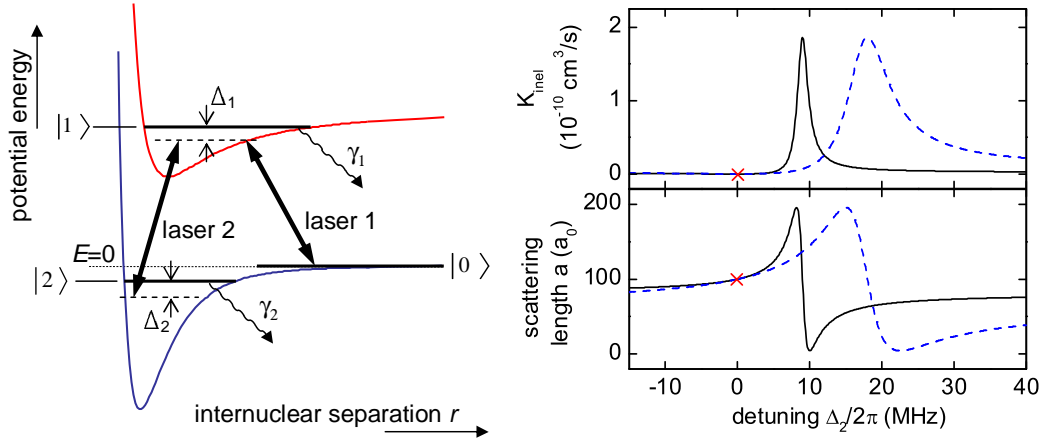 potential energy
|1⟩
Δ₁
γ₁
laser 2
laser 1
E=0
|0⟩
|2⟩
Δ₂
γ₂
internuclear separation r
K_inel
(10⁻¹⁰ cm³/s)
2
1
0
scattering
length a (a₀)
200
100
0
-10 0 10 20 30 40
detuning Δ₂/2π (MHz)